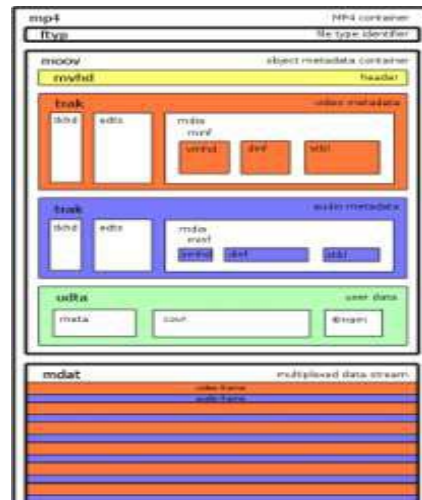 mp4 MP4 container
ftyp file type identifier
moov object metadata container
mvhd header
trak video metadata
tkhd edts mdia
minf
vmhd dinf stbl
trak audio metadata
tkhd edts mdia
minf
smhd dinf stbl
udta user data
meta covr
mdat multiplexed data stream
video frame
audio frame